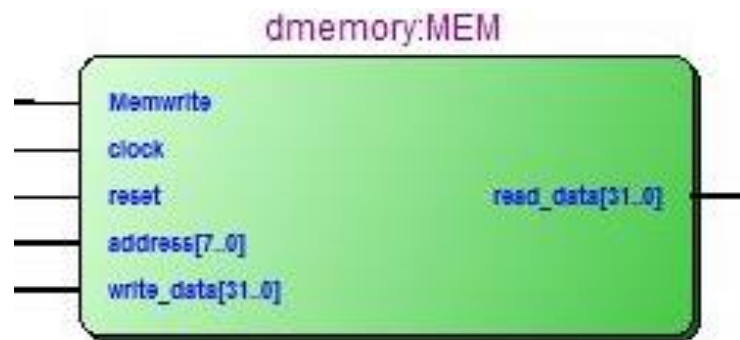 dmemory:MEM
Memwrite
clock
reset
read_data[31..0]
address[7..0]
write_data[31..0]